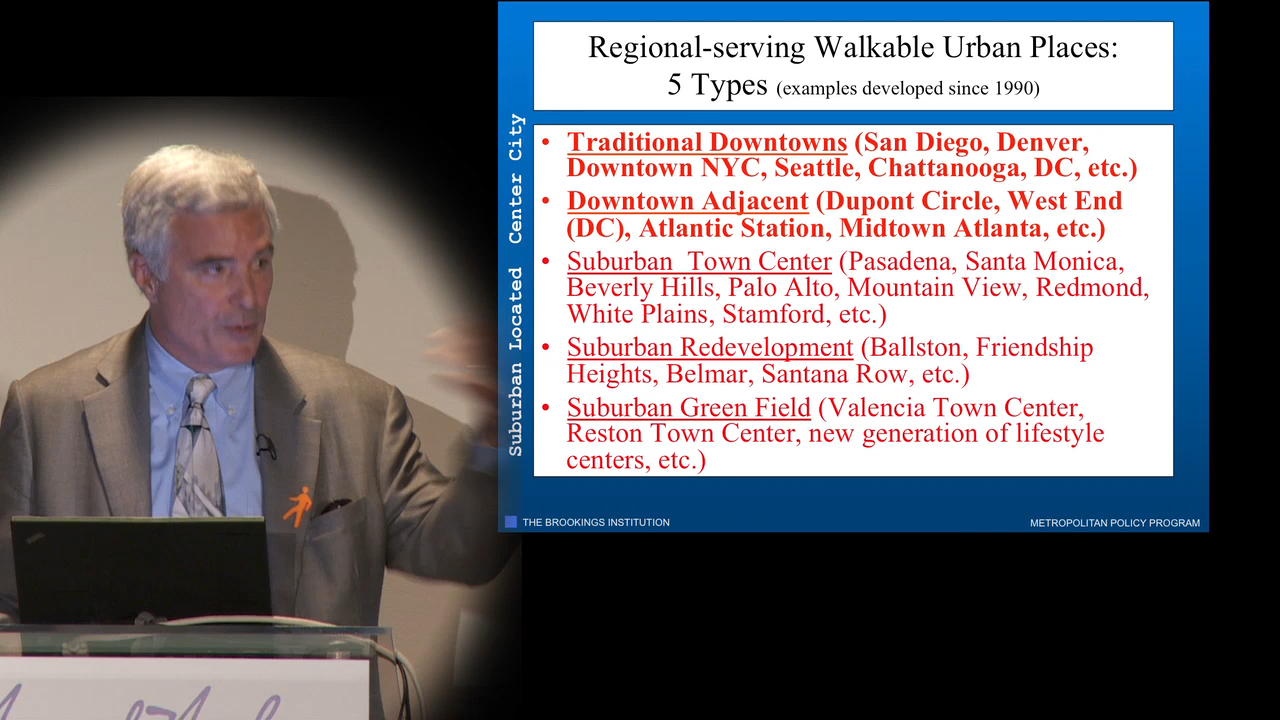 Regional-serving Walkable Urban Places:
5 Types (examples developed since 1990)
Suburban Located Center City
• Traditional Downtowns (San Diego, Denver,
Downtown NYC, Seattle, Chattanooga, DC, etc.)
• Downtown Adjacent (Dupont Circle, West End
(DC), Atlantic Station, Midtown Atlanta, etc.)
• Suburban Town Center (Pasadena, Santa Monica,
Beverly Hills, Palo Alto, Mountain View, Redmond,
White Plains, Stamford, etc.)
• Suburban Redevelopment (Ballston, Friendship
Heights, Belmar, Santana Row, etc.)
• Suburban Green Field (Valencia Town Center,
Reston Town Center, new generation of lifestyle
centers, etc.)
THE BROOKINGS INSTITUTION
METROPOLITAN POLICY PROGRAM